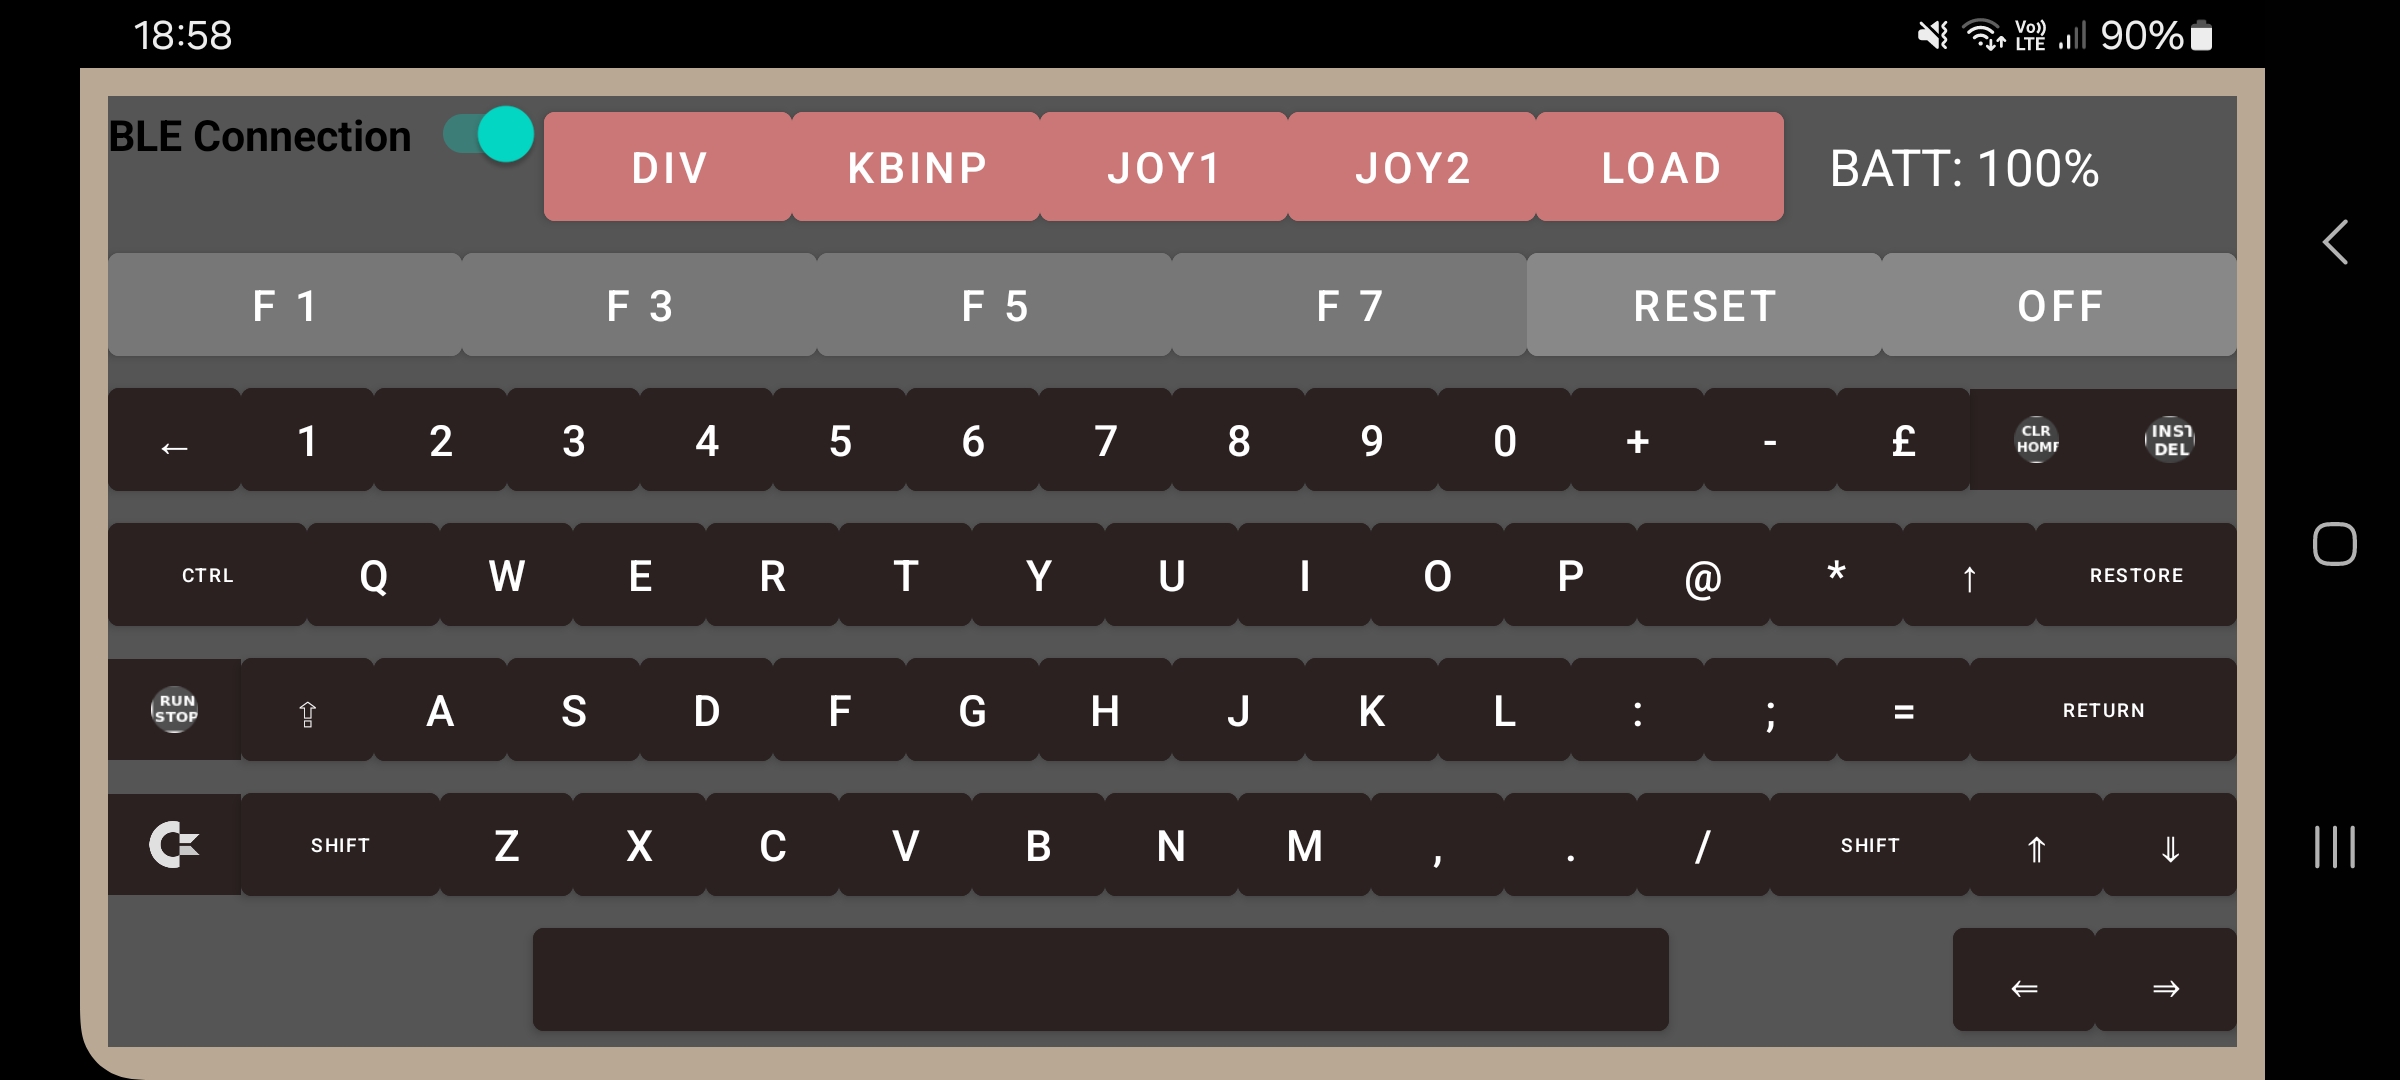 18:58 Vo)) LTE 90%
BLE Connection DIV KBINP JOY1 JOY2 LOAD BATT: 100%
F 1 F 3 F 5 F 7 RESET OFF
← 1 2 3 4 5 6 7 8 9 0 + - £ CLR HOME INST DEL
CTRL Q W E R T Y U I O P @ * ↑ RESTORE
RUN STOP ⇪ A S D F G H J K L : ; = RETURN
SHIFT Z X C V B N M , . / SHIFT ⇑ ⇓
⇐ ⇒